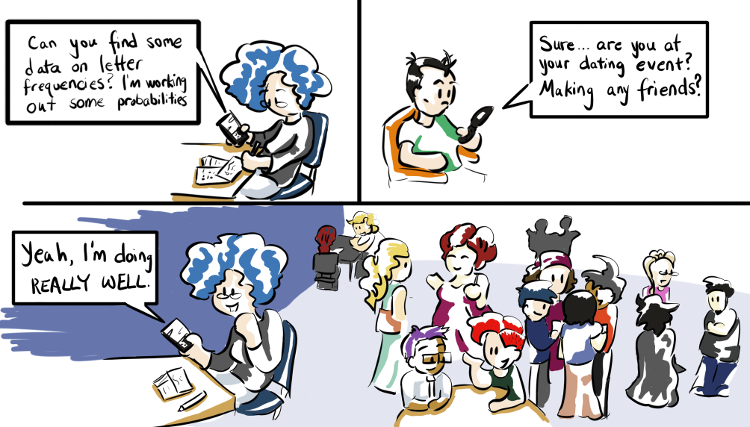 Can you find some
data on letter
frequencies? I'm working
out some probabilities
Sure... are you at
your dating event?
Making any friends?
Yeah, I'm doing
REALLY WELL.